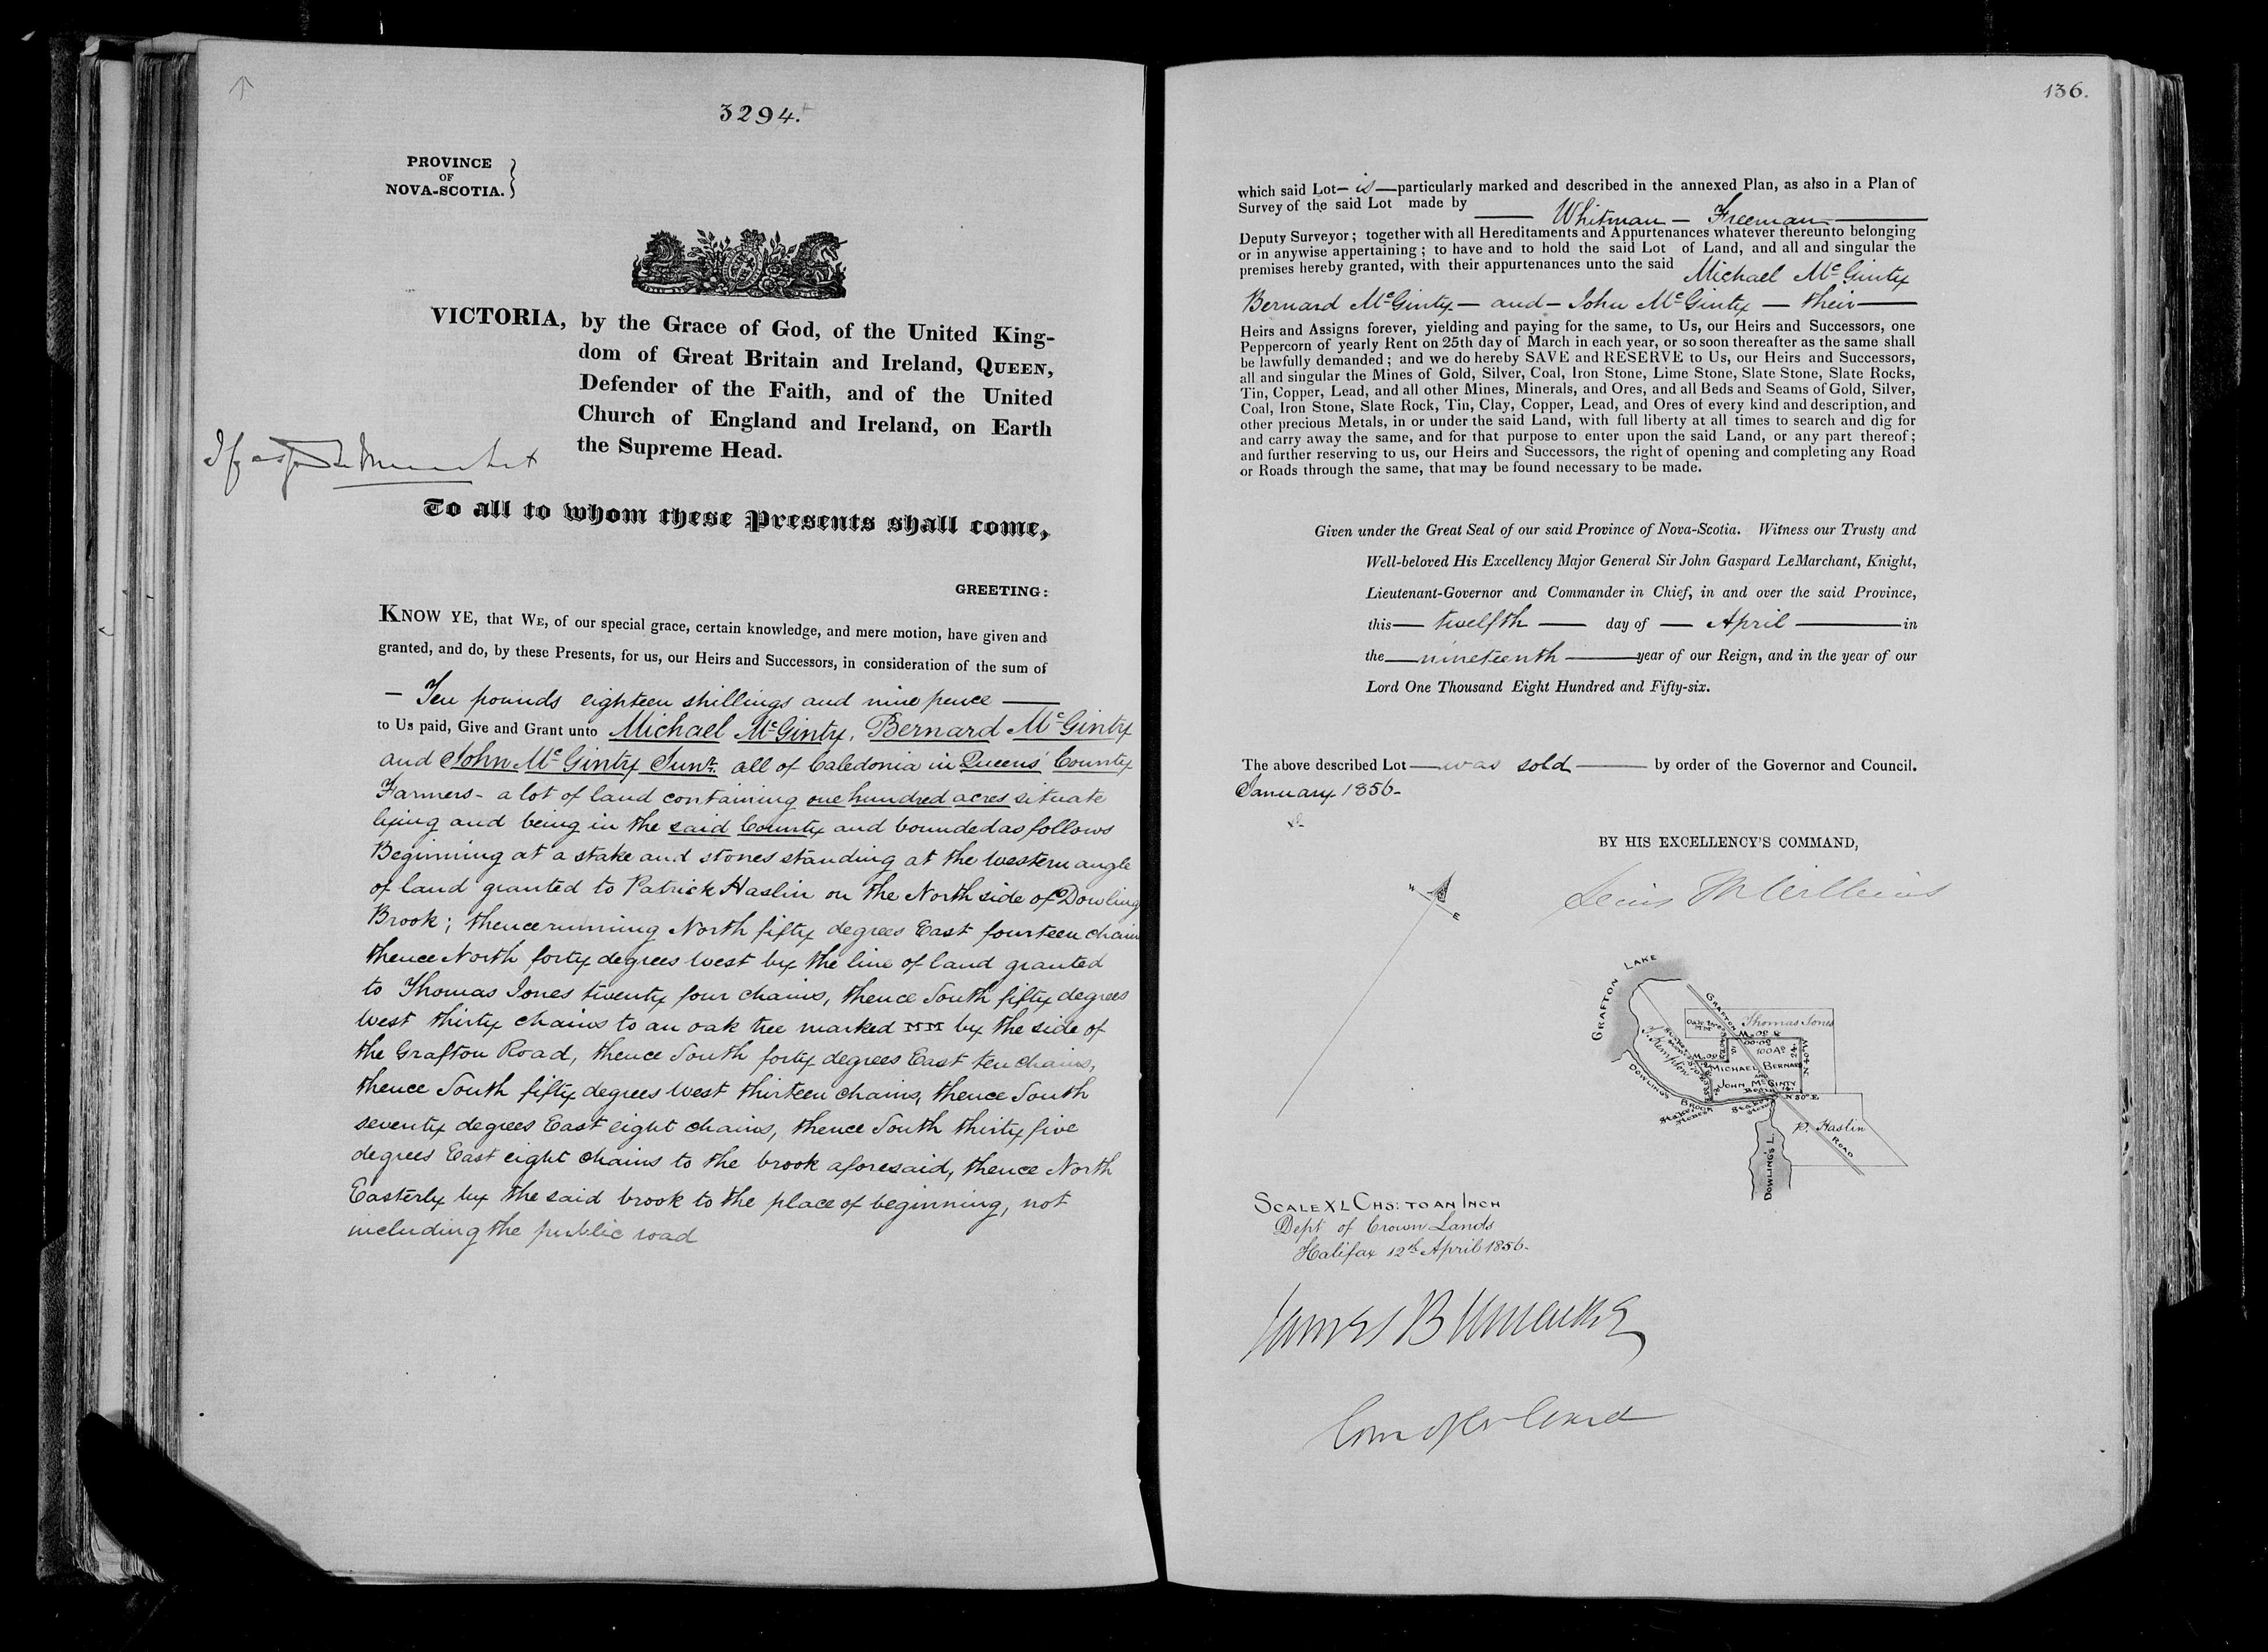 3294.
PROVINCE
OF
NOVA-SCOTIA.
VICTORIA, by the Grace of God, of the United King-
dom of Great Britain and Ireland, QUEEN,
Defender of the Faith, and of the United
Church of England and Ireland, on Earth
the Supreme Head.
To all to whom these Presents shall come,
GREETING:
KNOW YE, that WE, of our special grace, certain knowledge, and mere motion, have given and
granted, and do, by these Presents, for us, our Heirs and Successors, in consideration of the sum of
— Ten pounds eighteen shillings and nine pence —
to Us paid, Give and Grant unto Michael McGinty, Bernard McGinty
and John McGinty Junr. all of Caledonia in Queens' County
Farmers - a lot of land containing one hundred acres situate
lying and being in the said County and bounded as follows
Beginning at a stake and stones standing at the western angle
of land granted to Patrick Haslin on the North side of Dowling
Brook; thence running North fifty degrees East fourteen chains
thence North forty degrees West by the line of land granted
to Thomas Jones twenty four chains, thence South fifty degrees
West thirty chains to an oak tree marked MM by the side of
the Grafton Road, thence South forty degrees East ten chains,
thence South fifty degrees West thirteen chains, thence South
seventy degrees East eight chains, thence South thirty five
degrees East eight chains to the brook aforesaid, thence North
Easterly by the said brook to the place of beginning, not
including the public road
136.
which said Lot — is — particularly marked and described in the annexed Plan, as also in a Plan of
Survey of the said Lot made by — Whitman — Freeman —
Deputy Surveyor; together with all Hereditaments and Appurtenances whatever thereunto belonging
or in anywise appertaining; to have and to hold the said Lot of Land, and all and singular the
premises hereby granted, with their appurtenances unto the said Michael McGinty
Bernard McGinty — and — John McGinty — their —
Heirs and Assigns forever, yielding and paying for the same, to Us, our Heirs and Successors, one
Peppercorn of yearly Rent on 25th day of March in each year, or so soon thereafter as the same shall
be lawfully demanded; and we do hereby SAVE and RESERVE to Us, our Heirs and Successors,
all and singular the Mines of Gold, Silver, Coal, Iron Stone, Lime Stone, Slate Stone, Slate Rocks,
Tin, Copper, Lead, and all other Mines, Minerals, and Ores, and all Beds and Seams of Gold, Silver,
Coal, Iron Stone, Slate Rock, Tin, Clay, Copper, Lead, and Ores of every kind and description, and
other precious Metals, in or under the said Land, with full liberty at all times to search and dig for
and carry away the same, and for that purpose to enter upon the said Land, or any part thereof;
and further reserving to us, our Heirs and Successors, the right of opening and completing any Road
or Roads through the same, that may be found necessary to be made.
Given under the Great Seal of our said Province of Nova-Scotia. Witness our Trusty and
Well-beloved His Excellency Major General Sir John Gaspard LeMarchant, Knight,
Lieutenant-Governor and Commander in Chief, in and over the said Province,
this — twelfth — day of — April — in
the — nineteenth — year of our Reign, and in the year of our
Lord One Thousand Eight Hundred and Fifty-six.
The above described Lot — was sold — by order of the Governor and Council.
January 1856 -
BY HIS EXCELLENCY'S COMMAND,
Lewis M Wilkins
N
E
GRAFTON LAKE
GRAFTON
Thomas Jones
100 As
MICHAEL BERNARD
AND
JOHN McGINTY
N 50° E
DOWLINGS BROOK
Stake Stones
P. Haslin
ROAD
DOWLING'S L.
SCALE XL CHS: TO AN INCH
Dept of Crown Lands
Halifax 12th April 1856 -
James B Uniacke